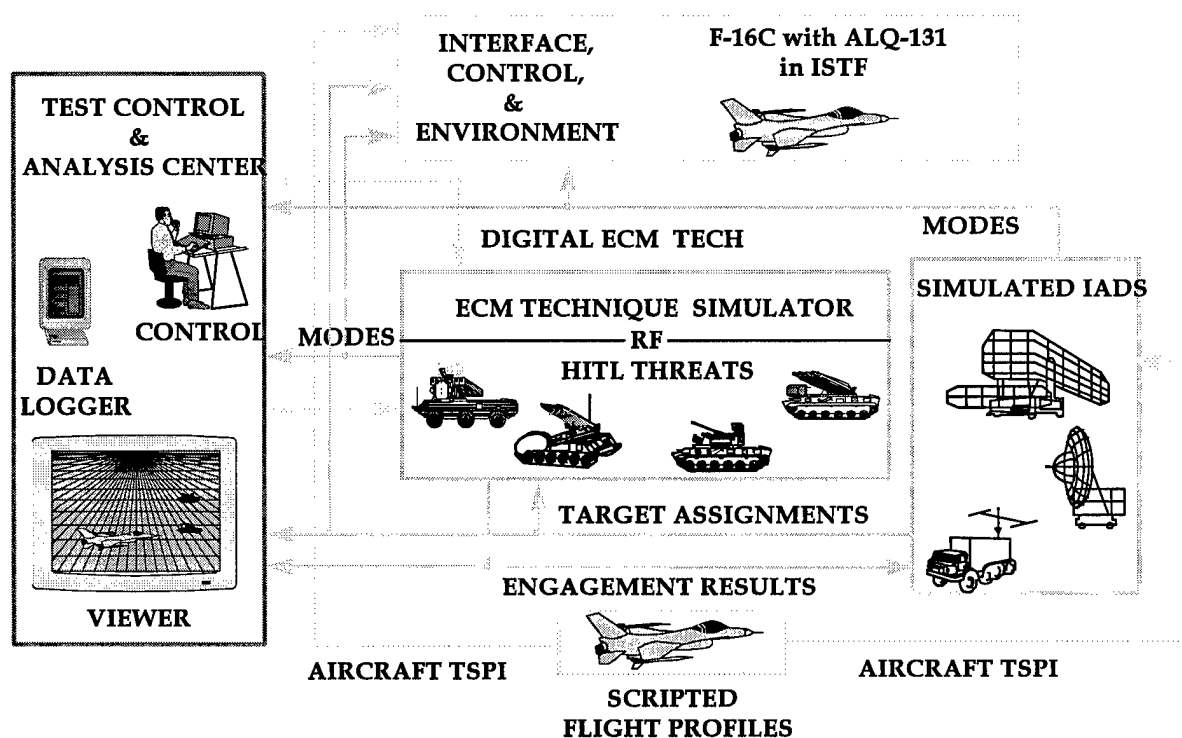 INTERFACE,
CONTROL,
&
ENVIRONMENT
F-16C with ALQ-131
in ISTF
TEST CONTROL
&
ANALYSIS CENTER
CONTROL
DATA
LOGGER
VIEWER
MODES
DIGITAL ECM TECH
MODES
ECM TECHNIQUE SIMULATOR
RF
HITL THREATS
SIMULATED IADS
TARGET ASSIGNMENTS
ENGAGEMENT RESULTS
AIRCRAFT TSPI
SCRIPTED
FLIGHT PROFILES
AIRCRAFT TSPI